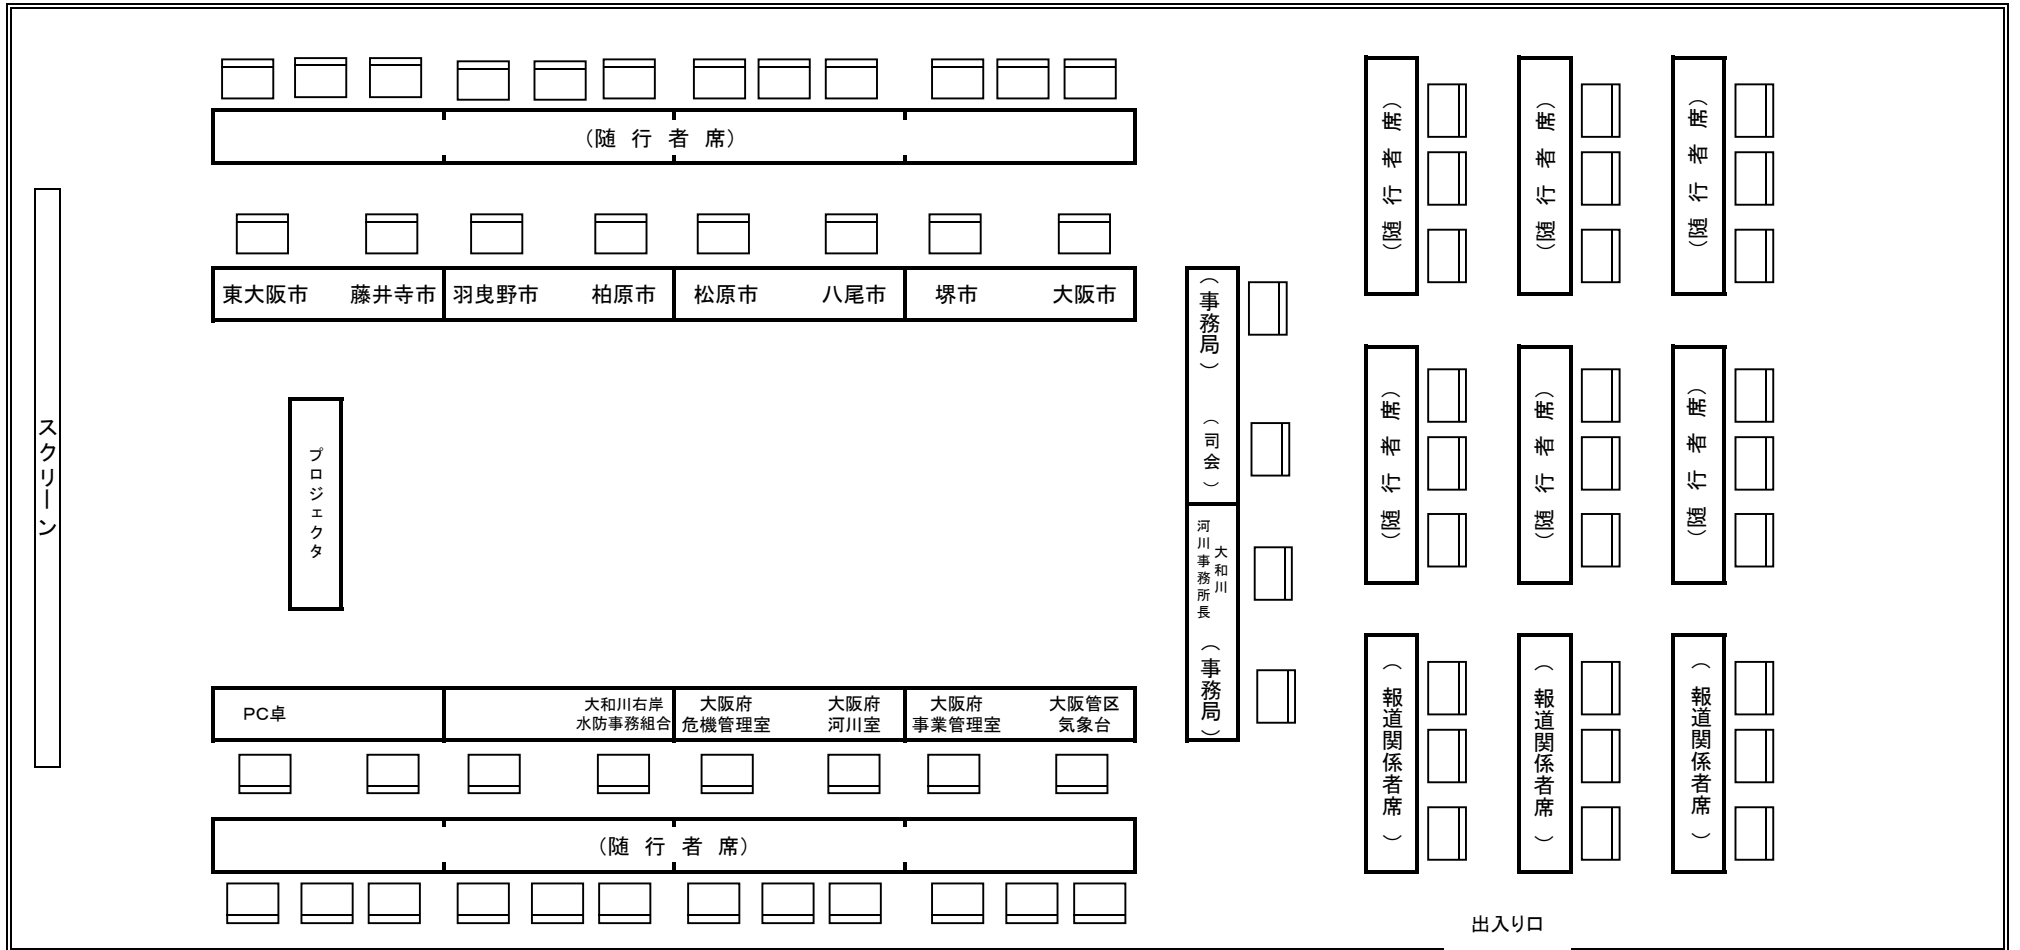 （随 行 者 席）
東大阪市 藤井寺市 羽曳野市 柏原市 松原市 八尾市 堺市 大阪市
スクリーン
プロジェクタ
（事務局）
（司会）
大和川
河川事務所長
（事務局）
PC卓
大和川右岸
水防事務組合
大阪府
危機管理室
大阪府
河川室
大阪府
事業管理室
大阪管区
気象台
（随 行 者 席）
（随 行 者 席）
（随 行 者 席）
（随 行 者 席）
（随 行 者 席）
（随 行 者 席）
（随 行 者 席）
（報道関係者席）
（報道関係者席）
（報道関係者席）
出入り口